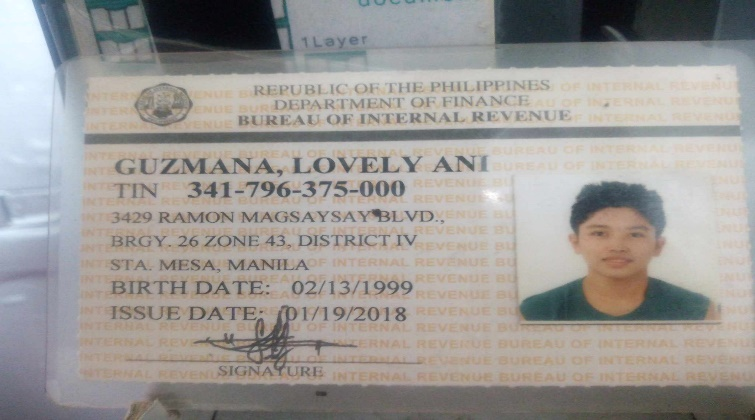 1Layer
REPUBLIC OF THE PHILIPPINES
DEPARTMENT OF FINANCE
BUREAU OF INTERNAL REVENUE
GUZMANA, LOVELY ANI
TIN 341-796-375-000
3429 RAMON MAGSAYSAY BLVD.,
BRGY. 26 ZONE 43, DISTRICT IV
STA. MESA, MANILA
BIRTH DATE: 02/13/1999
ISSUE DATE: 01/19/2018
SIGNATURE